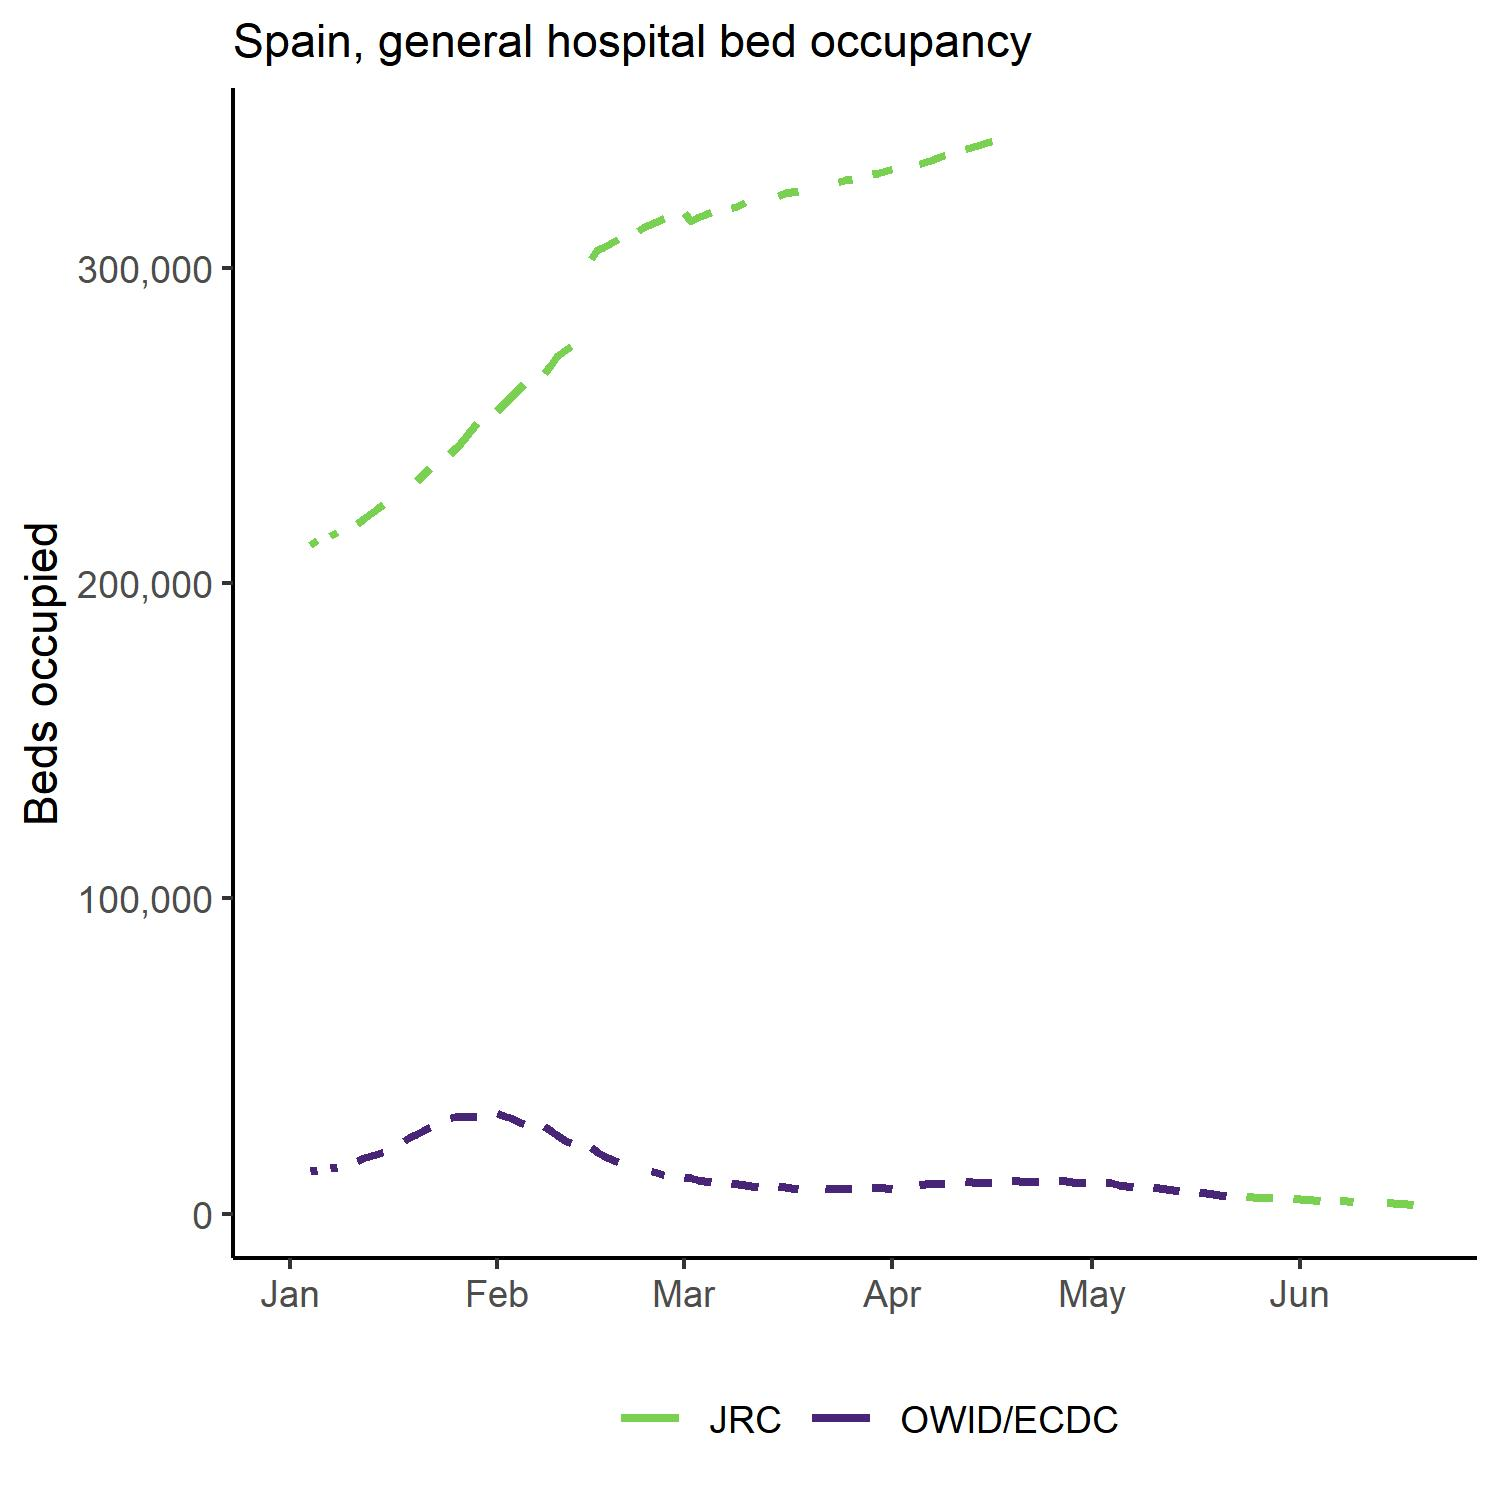 Spain, general hospital bed occupancy
Beds occupied
300,000
200,000
100,000
0
Jan Feb Mar Apr May Jun
JRC OWID/ECDC